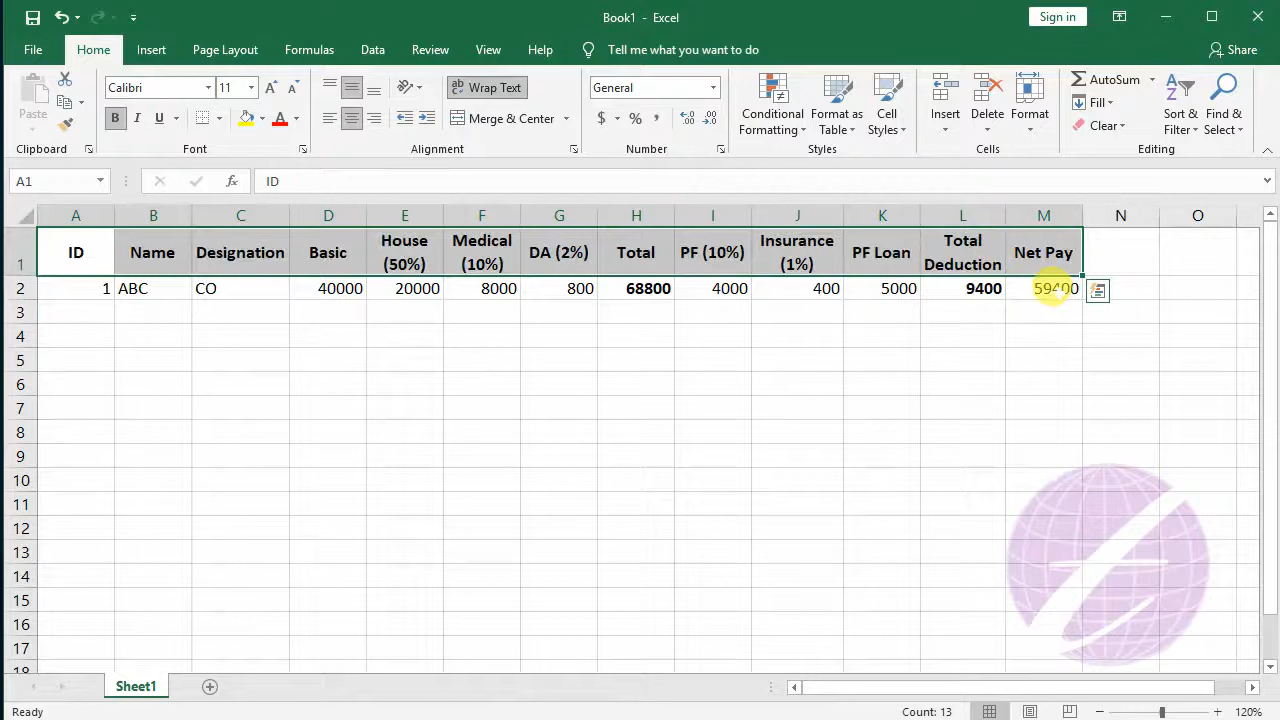 Book1 - Excel
Sign in
File Home Insert Page Layout Formulas Data Review View Help Tell me what you want to do Share
Paste
Calibri 11
B I U
Clipboard
Font
ab Wrap Text
Merge & Center
Alignment
General
$ % ,
Number
Conditional Formatting
Format as Table
Cell Styles
Styles
Insert
Delete
Format
Cells
AutoSum
Fill
Clear
Sort & Filter
Find & Select
Editing
A1 fx ID
A B C D E F G H I J K L M N O
1 ID Name Designation Basic House (50%) Medical (10%) DA (2%) Total PF (10%) Insurance (1%) PF Loan Total Deduction Net Pay
2 1 ABC CO 40000 20000 8000 800 68800 4000 400 5000 9400 59400
3
4
5
6
7
8
9
10
11
12
13
14
15
16
17
18
Sheet1
Ready Count: 13 120%